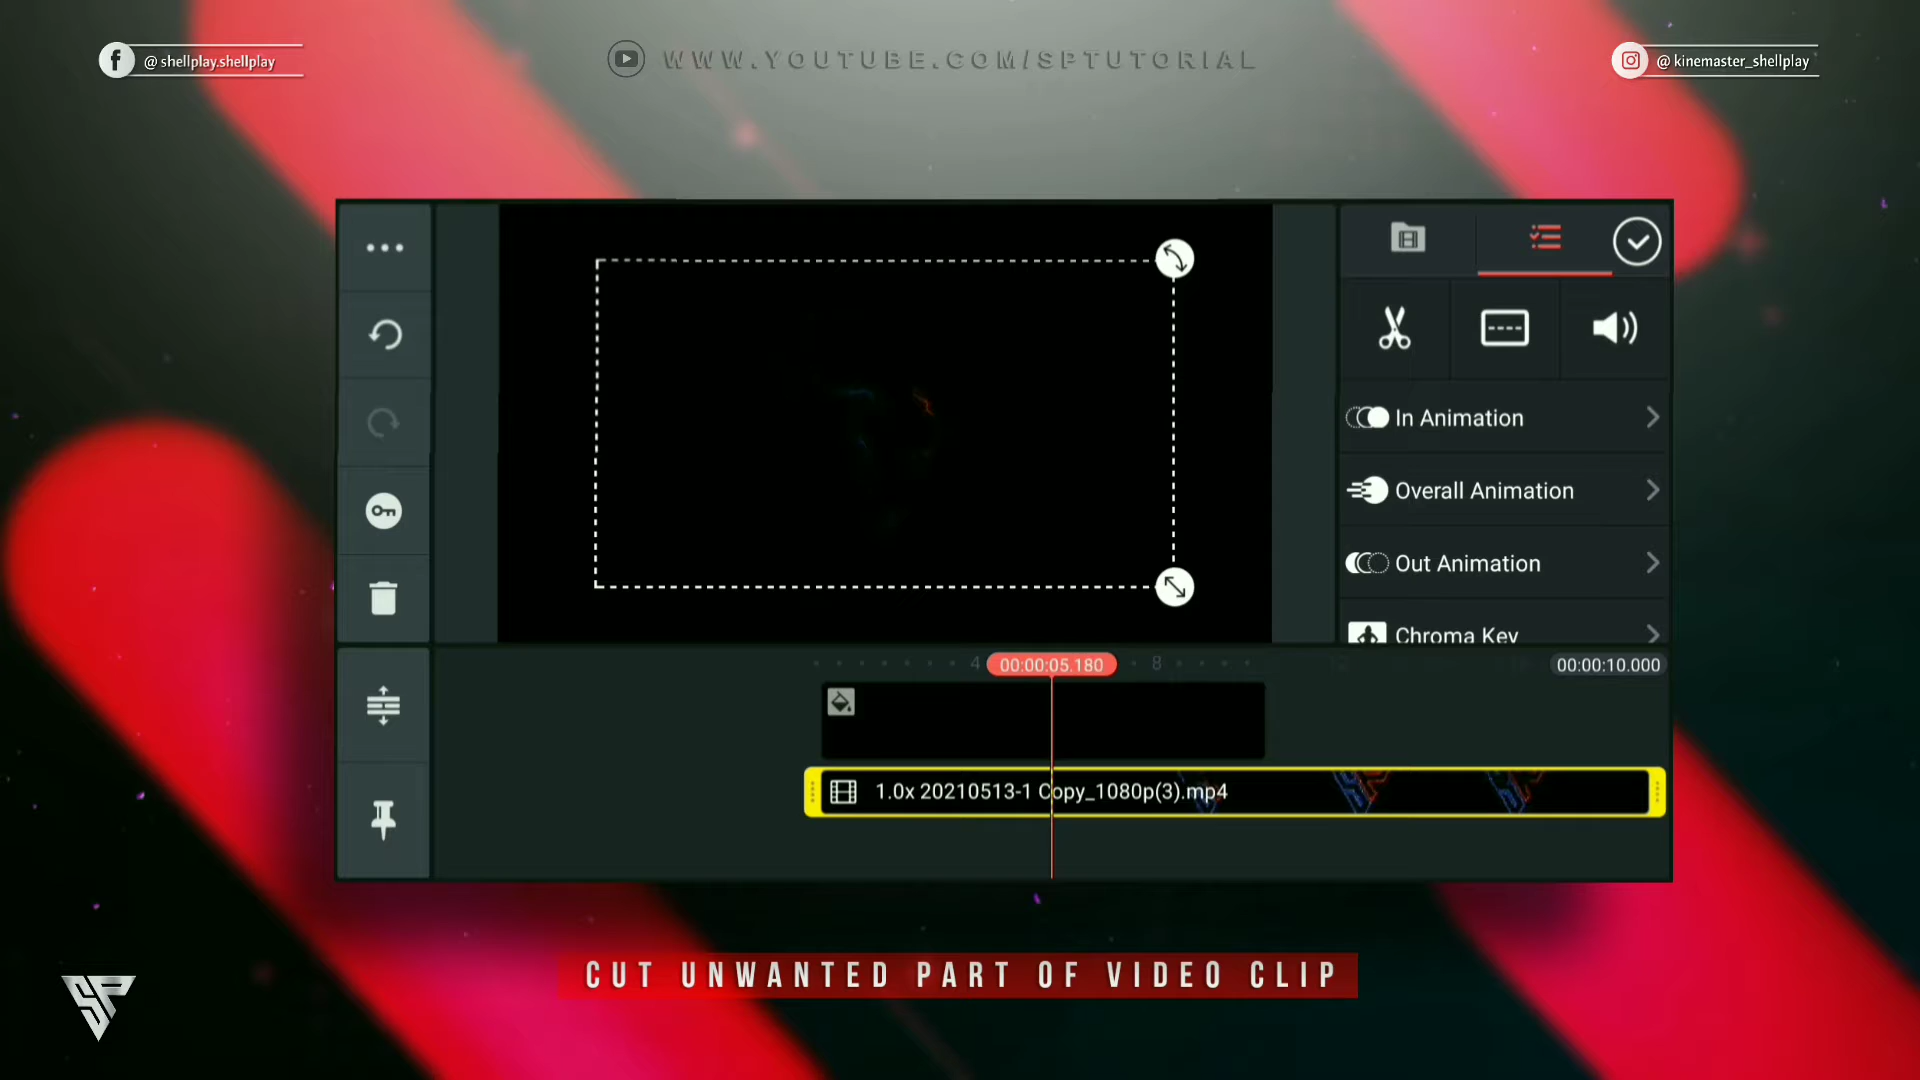 @ shellplay.shellplay
WWW.YOUTUBE.COM/SPTUTORIAL
@ kinemaster_shellplay
In Animation
Overall Animation
Out Animation
Chroma Key
4
00:00:05.180
8
00:00:10.000
1.0x 20210513-1 Copy_1080p(3).mp4
CUT UNWANTED PART OF VIDEO CLIP
SP